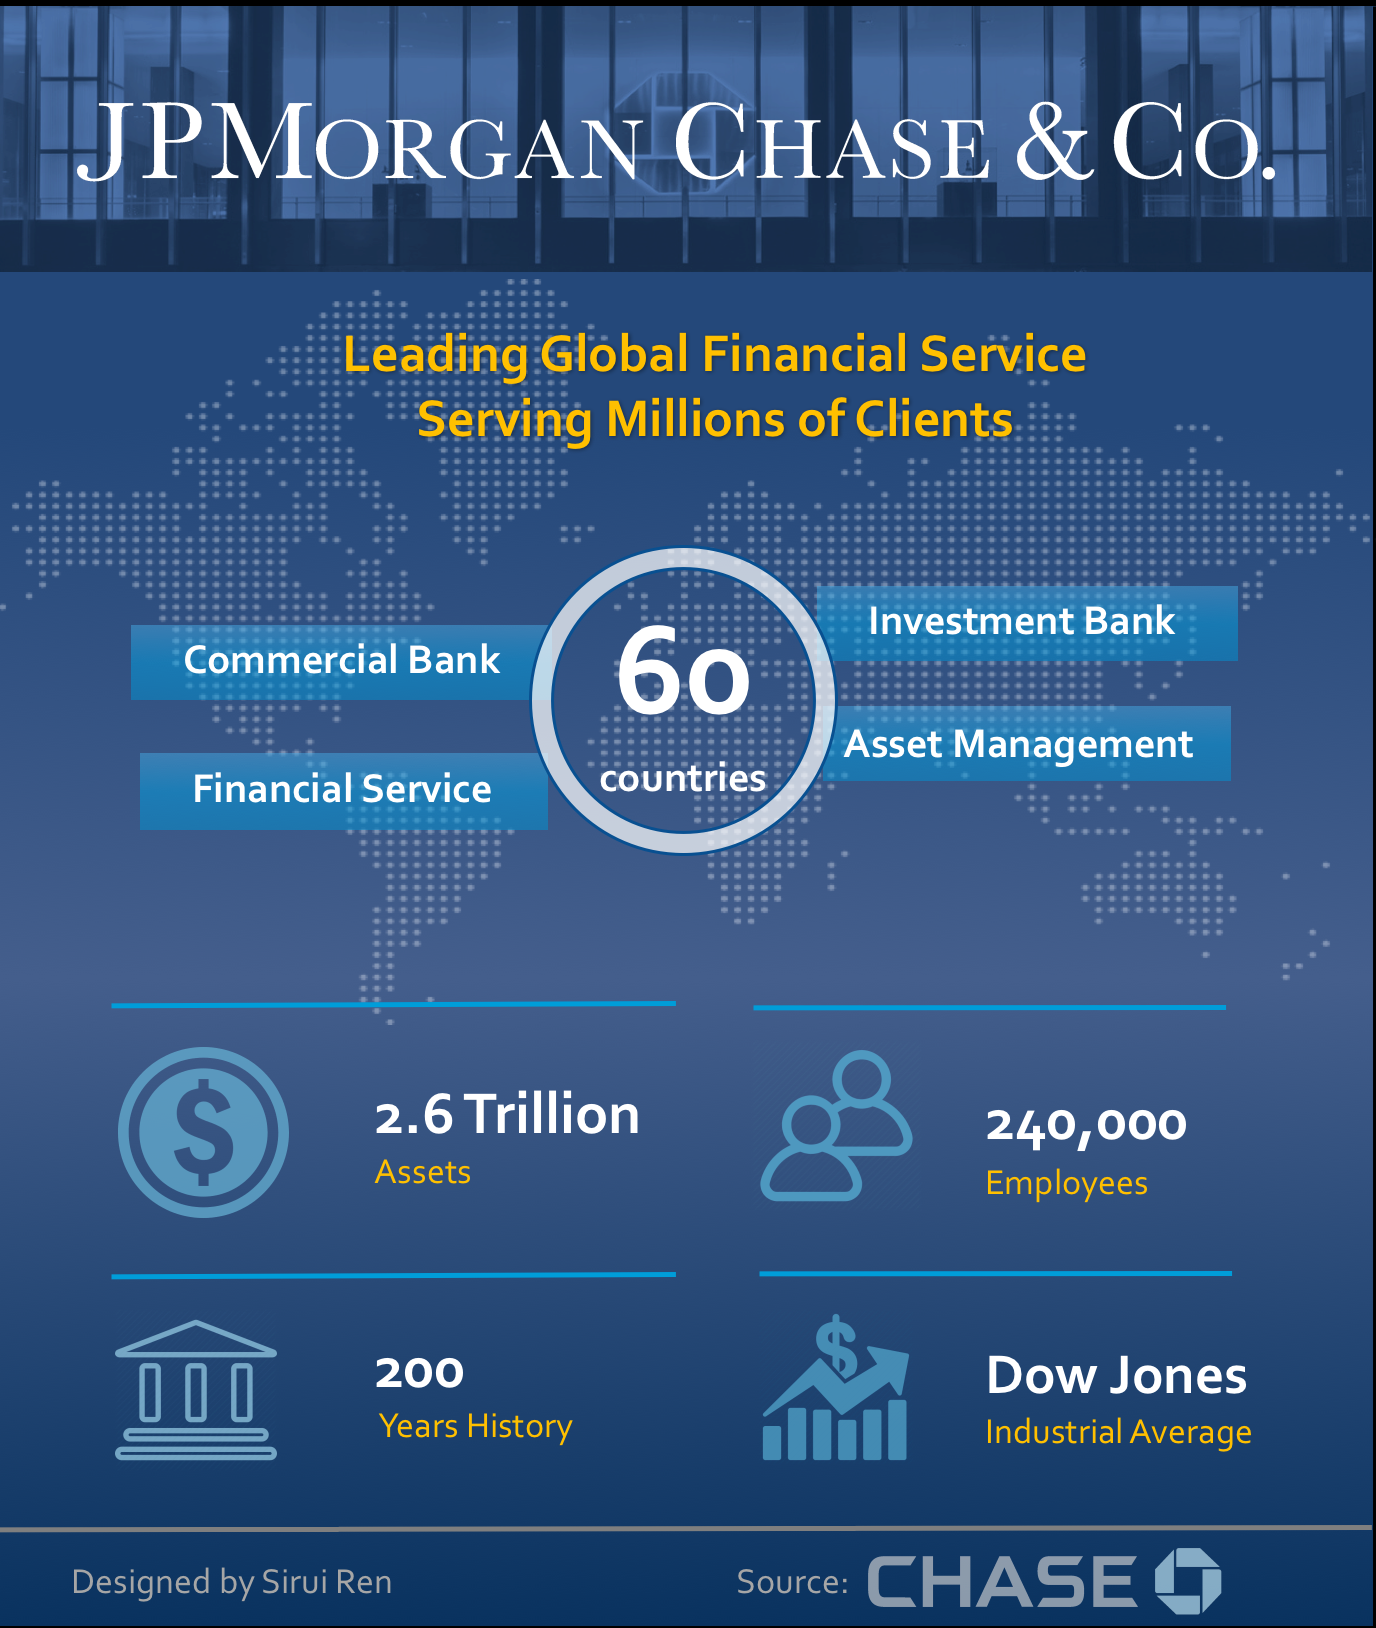 JPMORGAN CHASE & CO.
Leading Global Financial Service
Serving Millions of Clients
Commercial Bank
Investment Bank
60
countries
Financial Service
Asset Management
2.6 Trillion
Assets
240,000
Employees
200
Years History
Dow Jones
Industrial Average
Designed by Sirui Ren
Source: CHASE